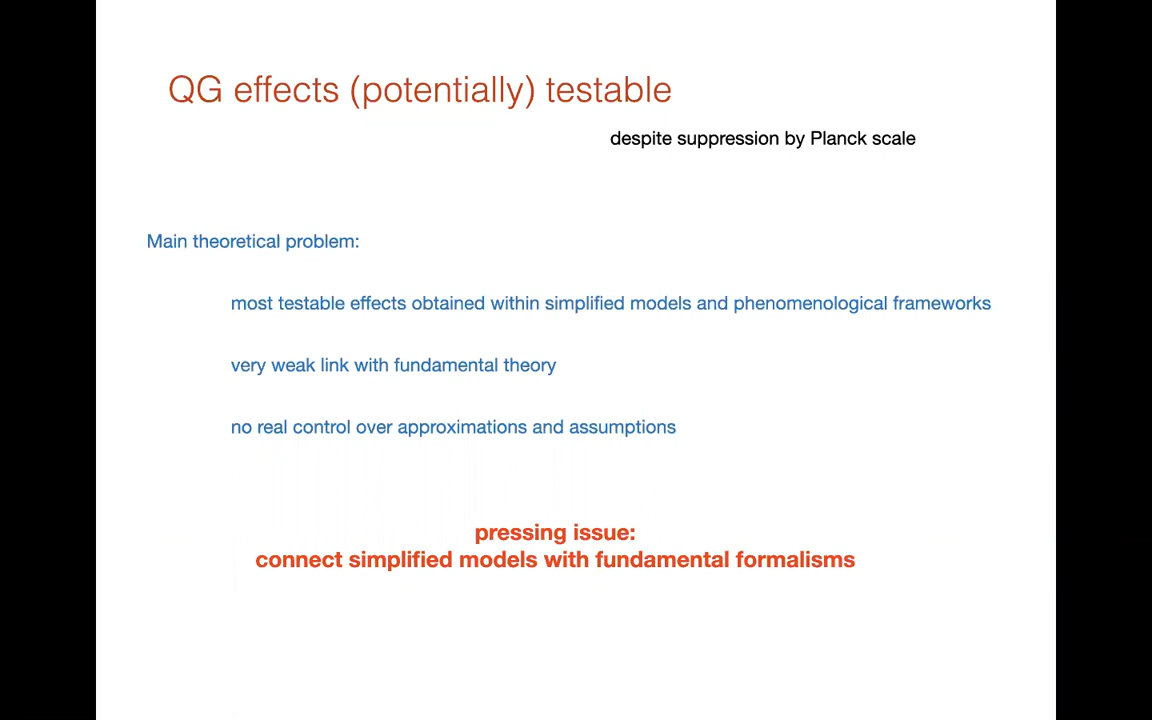 QG effects (potentially) testable
despite suppression by Planck scale
Main theoretical problem:
most testable effects obtained within simplified models and phenomenological frameworks
very weak link with fundamental theory
no real control over approximations and assumptions
pressing issue:
connect simplified models with fundamental formalisms